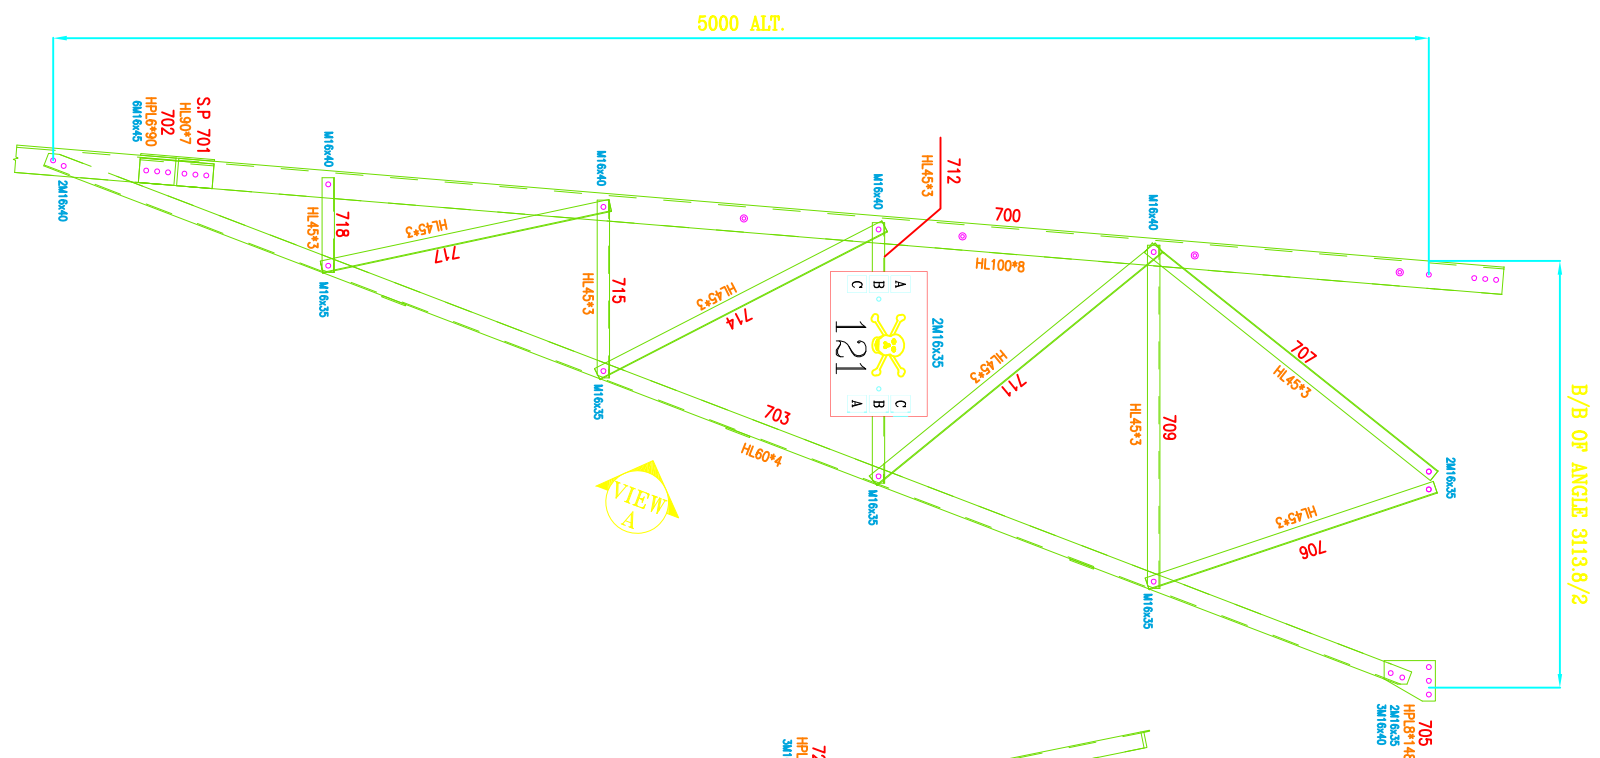 5000 ALT.
S.P 701
HL90*7
702
HPL6*90
6M16x45
2M16x40
M16x40
718
HL45*3
M16x35
HL45*3
717
M16x40
715
HL45*3
M16x35
HL45*3
714
M16x40
712
HL45*3
700
HL100*8
A B C
121
C B A
2M16x35
M16x35
703
HL60*4
VIEW
A
M16x40
HL45*3
711
709
HL45*3
M16x35
707
HL45*3
2M16x35
HL45*3
706
B/B OF ANGLE 3113.8/2
705
2M16x35
3M16x40